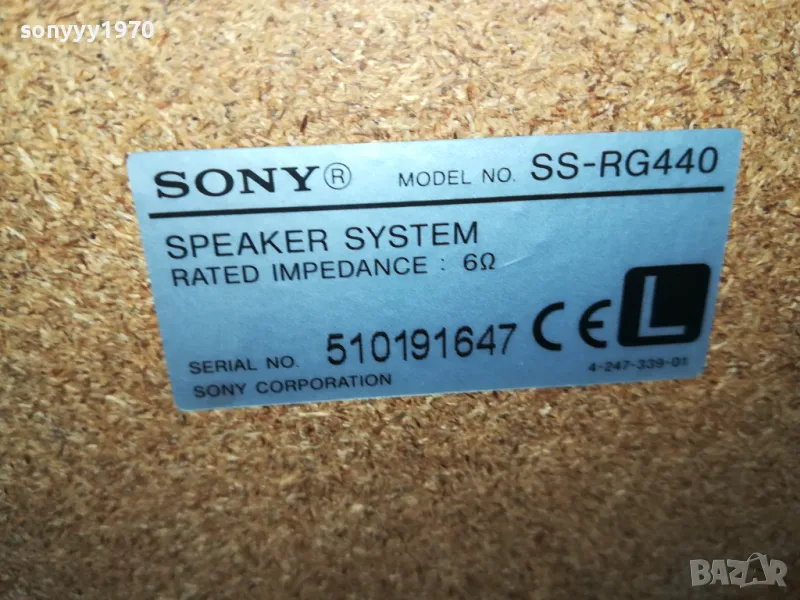 sonyyy1970
SONY® MODEL NO. SS-RG440
SPEAKER SYSTEM
RATED IMPEDANCE : 6Ω
SERIAL NO. 510191647 CE L
SONY CORPORATION 4-247-339-01
BAZAR